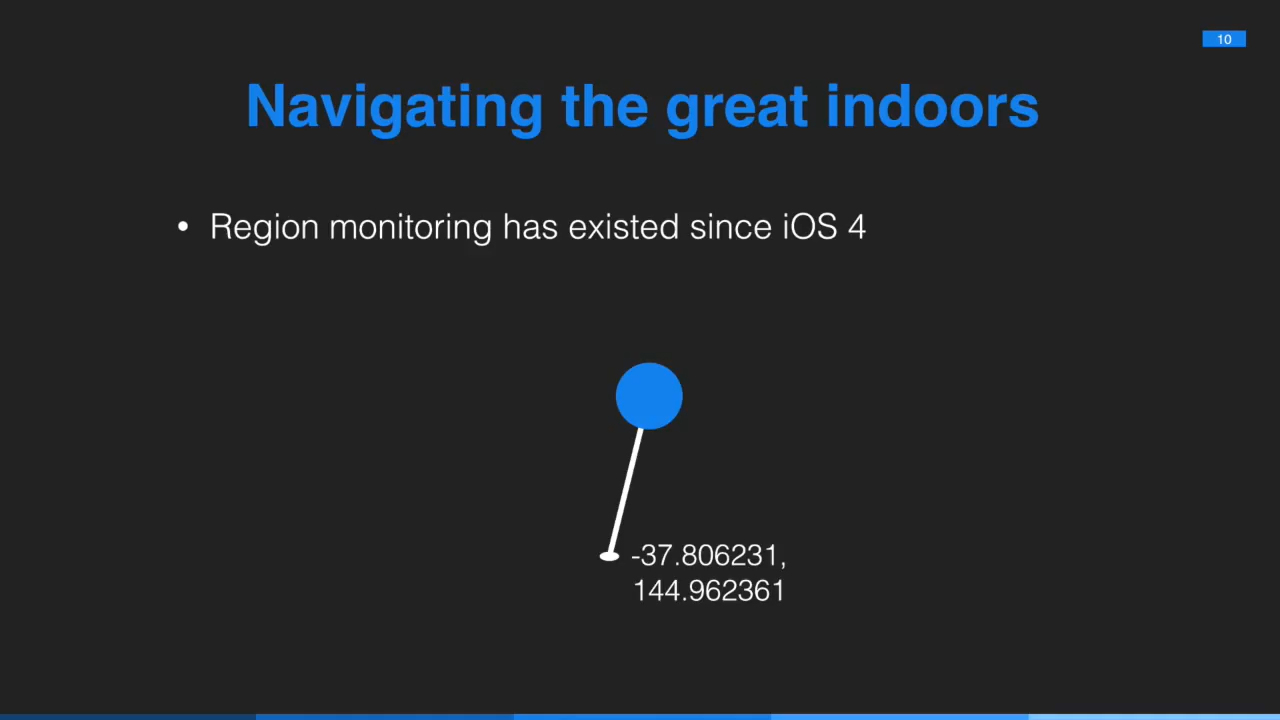 10
Navigating the great indoors
• Region monitoring has existed since iOS 4
-37.806231,
144.962361